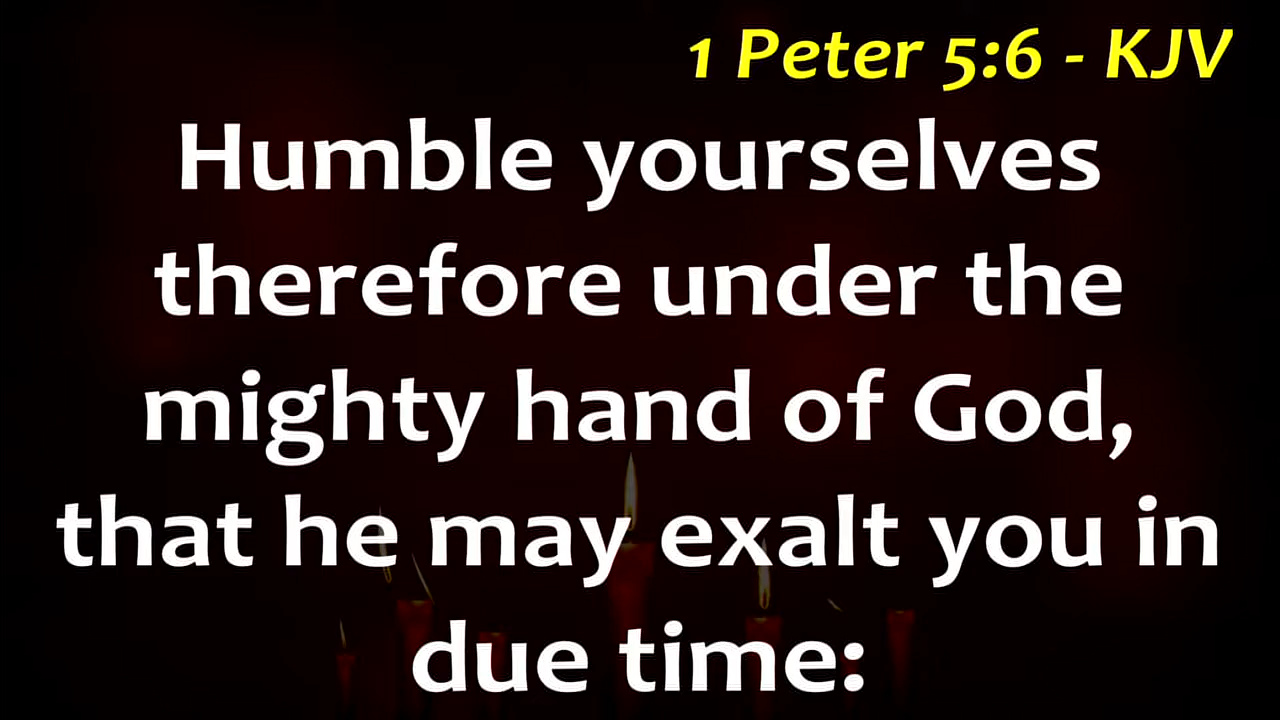 1 Peter 5:6 - KJV
Humble yourselves
therefore under the
mighty hand of God,
that he may exalt you in
due time: